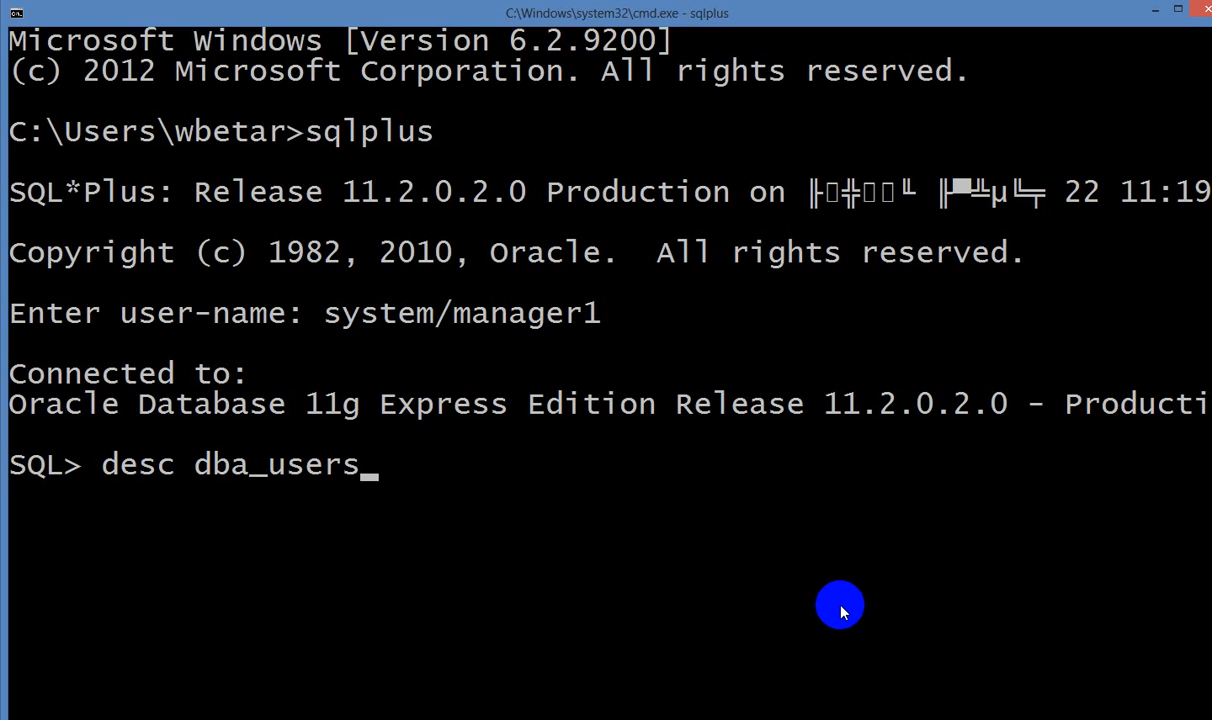 C:\Windows\system32\cmd.exe - sqlplus
Microsoft Windows [Version 6.2.9200]
(c) 2012 Microsoft Corporation. All rights reserved.
C:\Users\wbetar>sqlplus
SQL*Plus: Release 11.2.0.2.0 Production on 22 11:19
Copyright (c) 1982, 2010, Oracle.  All rights reserved.
Enter user-name: system/manager1
Connected to:
Oracle Database 11g Express Edition Release 11.2.0.2.0 - Producti
SQL> desc dba_users_